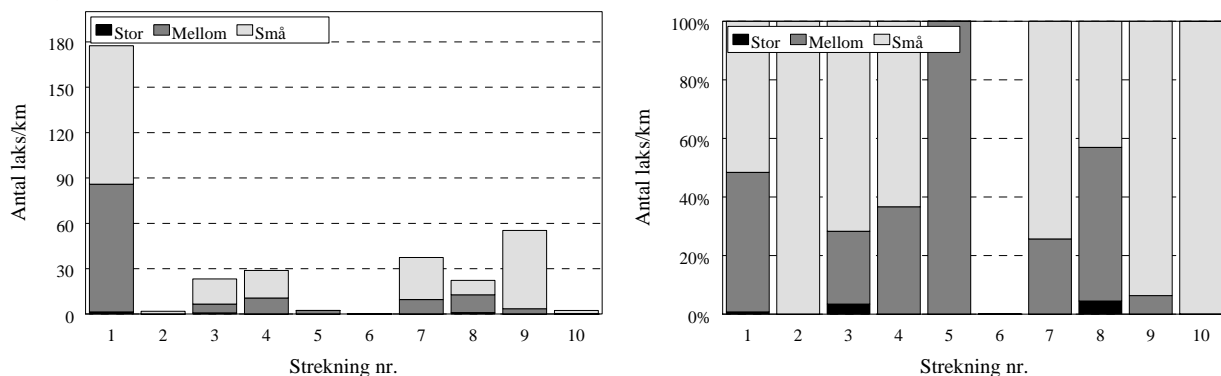 Stor Mellom Små
180
150
120
90
60
30
0
Antal laks/km
1 2 3 4 5 6 7 8 9 10
Strekning nr.
100%
80%
60%
40%
20%
0%
Stor Mellom Små
Antal laks/km
1 2 3 4 5 6 7 8 9 10
Strekning nr.